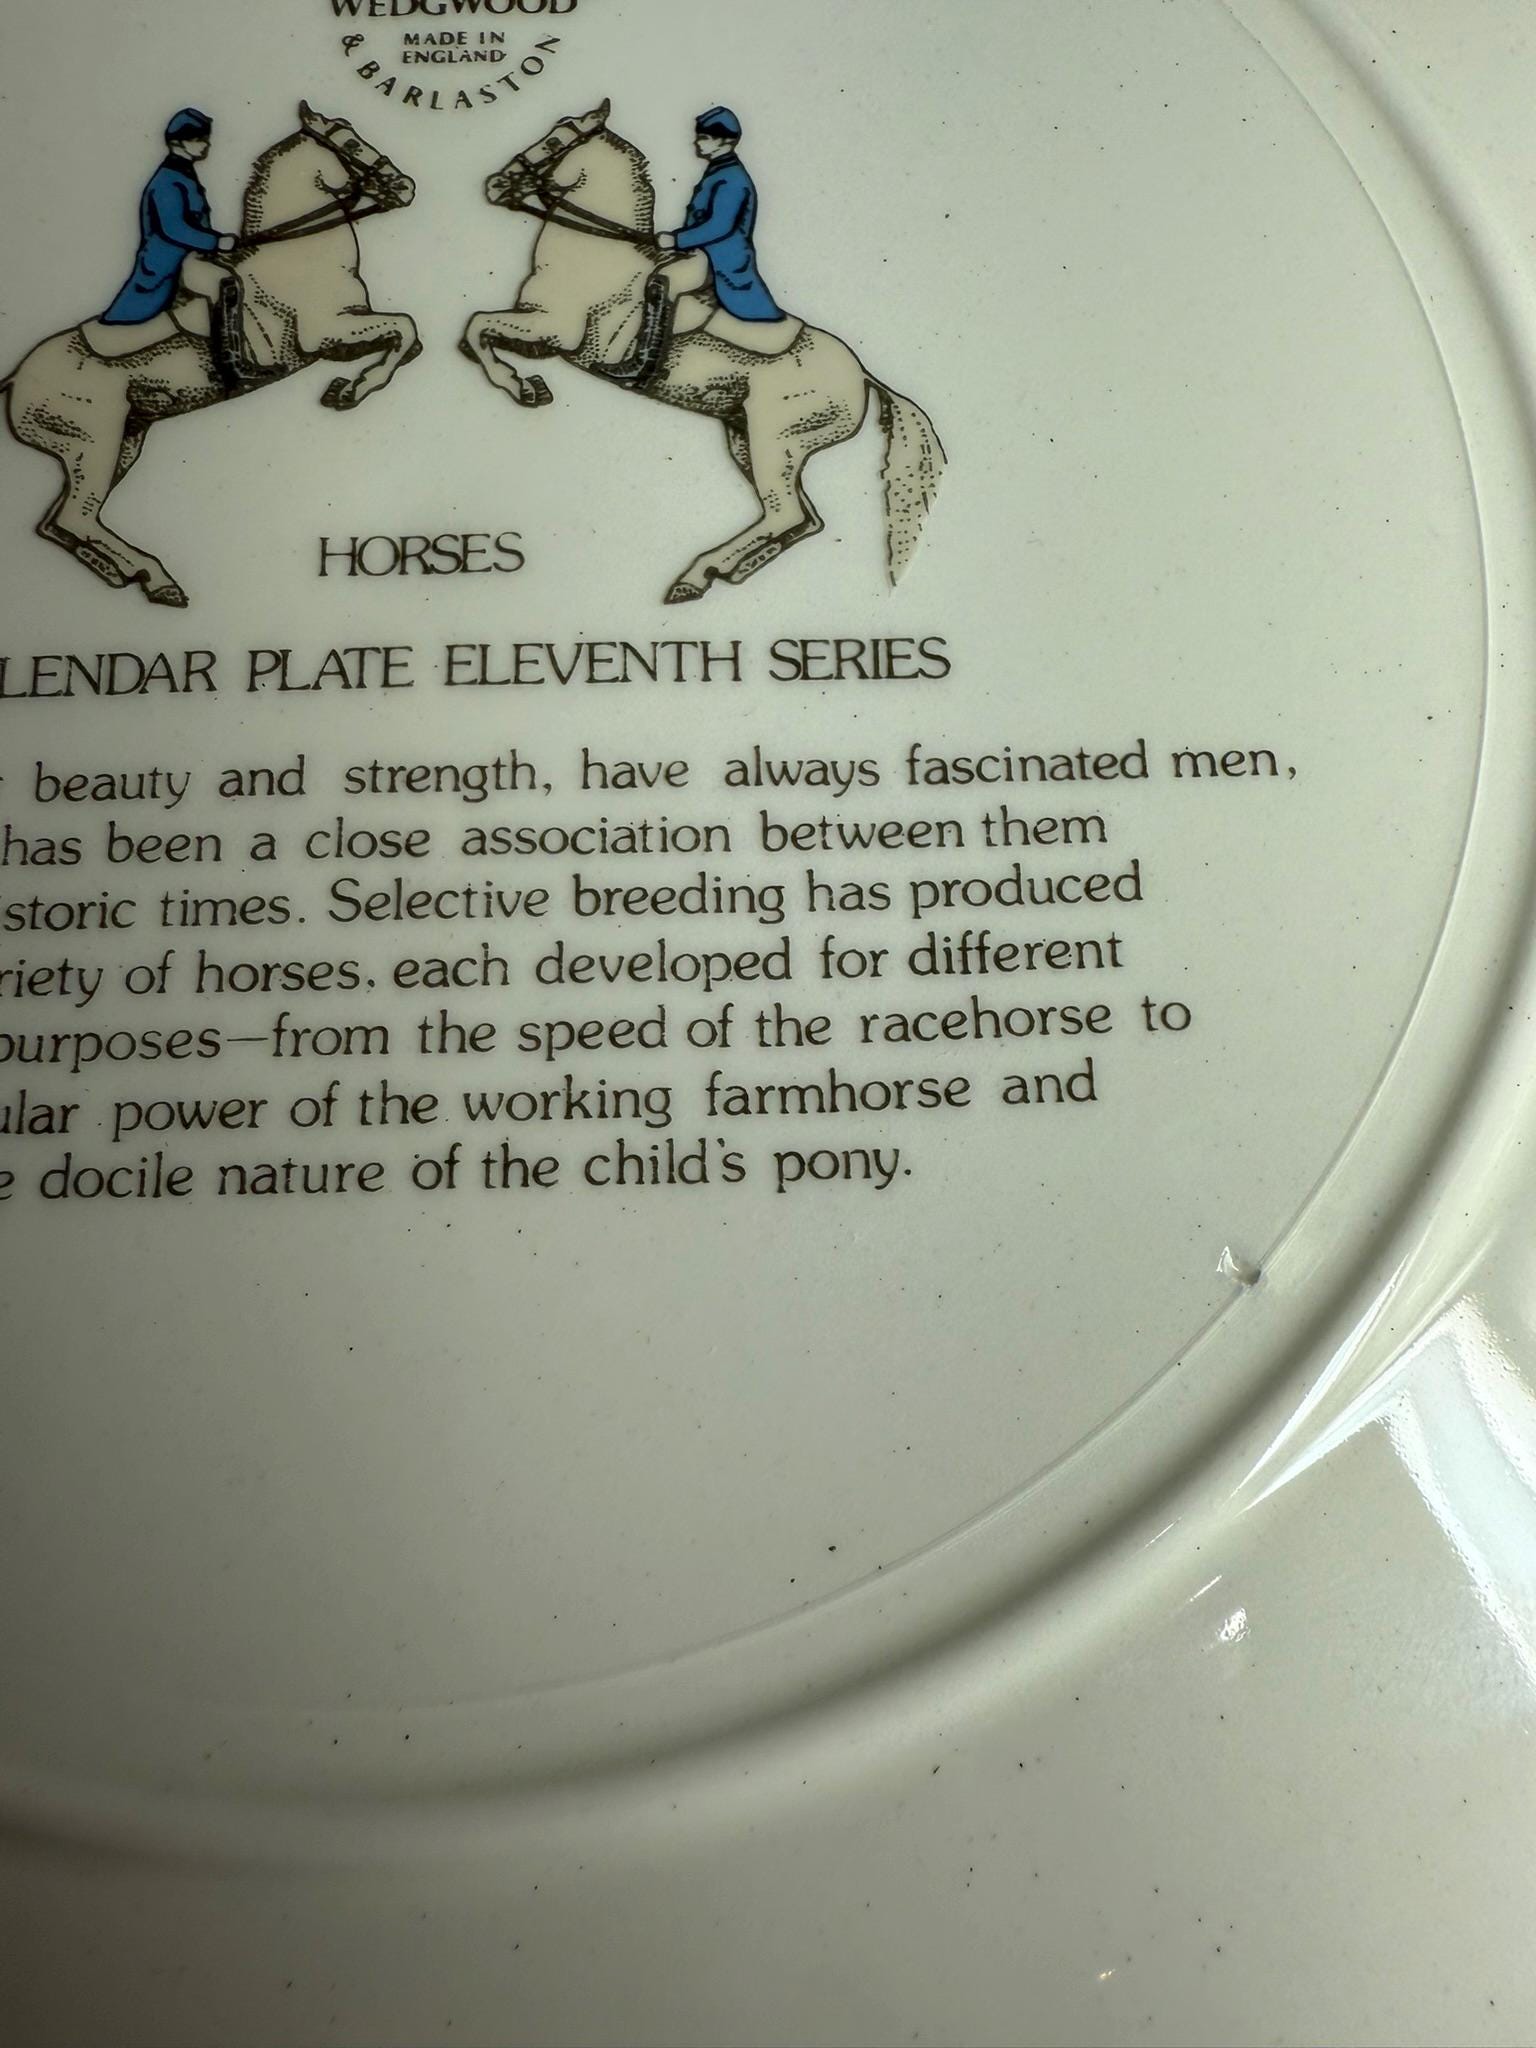 WEDGWOOD
MADE IN
ENGLAND
& BARLASTON
HORSES
LENDAR PLATE ELEVENTH SERIES
beauty and strength, have always fascinated men,
has been a close association between them
storic times. Selective breeding has produced
riety of horses, each developed for different
purposes—from the speed of the racehorse to
ular power of the working farmhorse and
e docile nature of the child's pony.